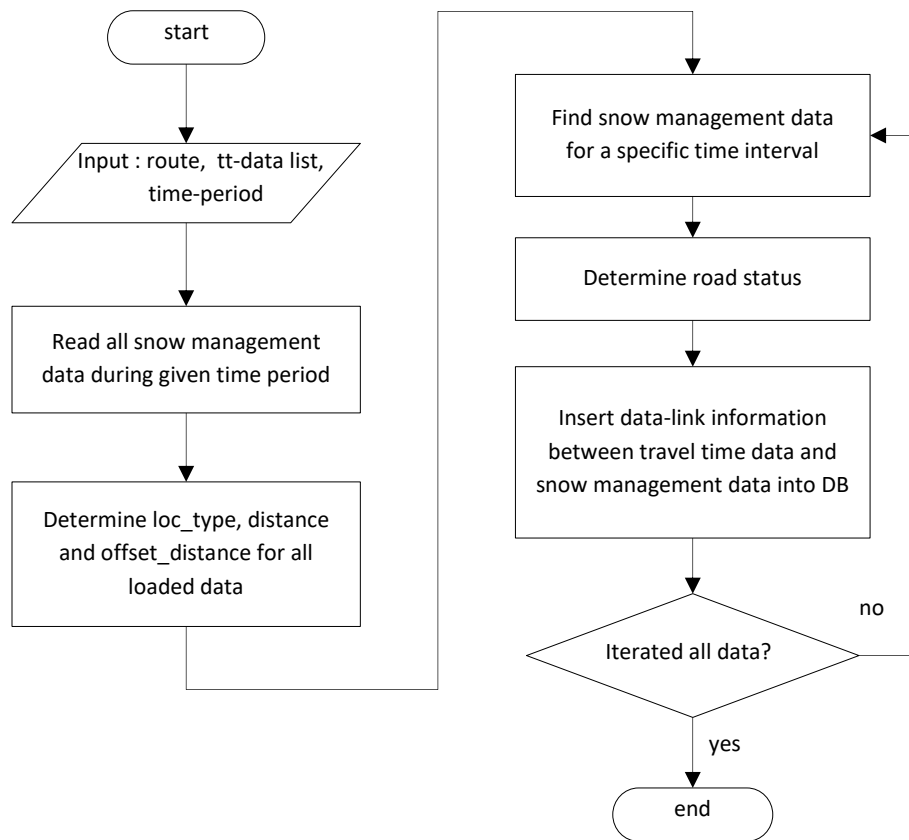 start
Input : route,  tt-data list,
time-period
Read all snow management
data during given time period
Determine loc_type, distance
and offset_distance for all
loaded data
Find snow management data
for a specific time interval
Determine road status
Insert data-link information
between travel time data and
snow management data into DB
Iterated all data?
no
yes
end